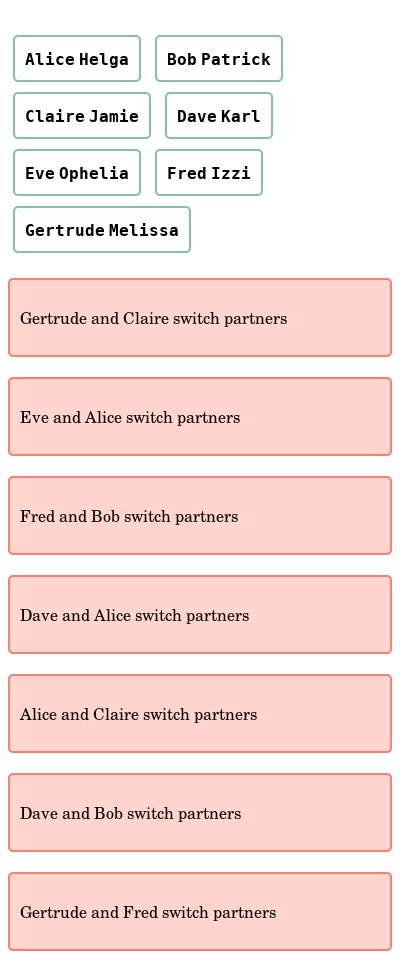 Alice Helga Bob Patrick
Claire Jamie Dave Karl
Eve Ophelia Fred Izzi
Gertrude Melissa
Gertrude and Claire switch partners
Eve and Alice switch partners
Fred and Bob switch partners
Dave and Alice switch partners
Alice and Claire switch partners
Dave and Bob switch partners
Gertrude and Fred switch partners